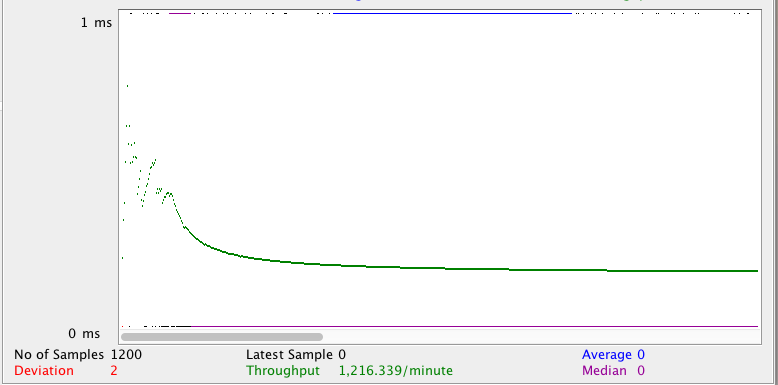 1 ms
0 ms
No of Samples 1200 Latest Sample 0 Average 0
Deviation 2 Throughput 1,216.339/minute Median 0